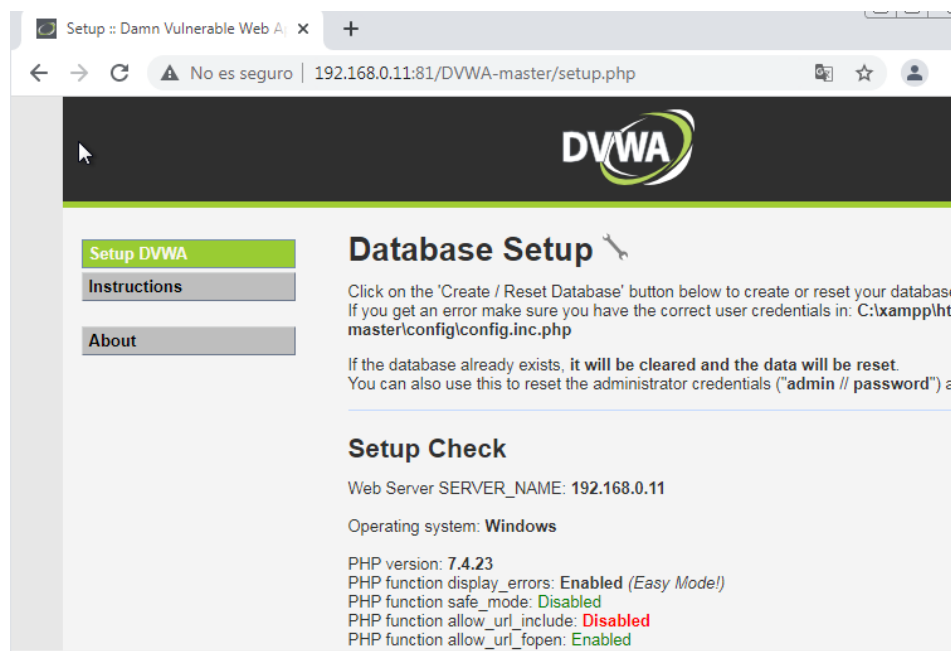 Setup :: Damn Vulnerable Web A
No es seguro | 192.168.0.11:81/DVWA-master/setup.php
DVWA
Setup DVWA
Instructions
About
Database Setup
Click on the 'Create / Reset Database' button below to create or reset your database
If you get an error make sure you have the correct user credentials in: C:\xampp\ht
master\config\config.inc.php
If the database already exists, it will be cleared and the data will be reset.
You can also use this to reset the administrator credentials ("admin // password") a
Setup Check
Web Server SERVER_NAME: 192.168.0.11
Operating system: Windows
PHP version: 7.4.23
PHP function display_errors: Enabled (Easy Mode!)
PHP function safe_mode: Disabled
PHP function allow_url_include: Disabled
PHP function allow_url_fopen: Enabled